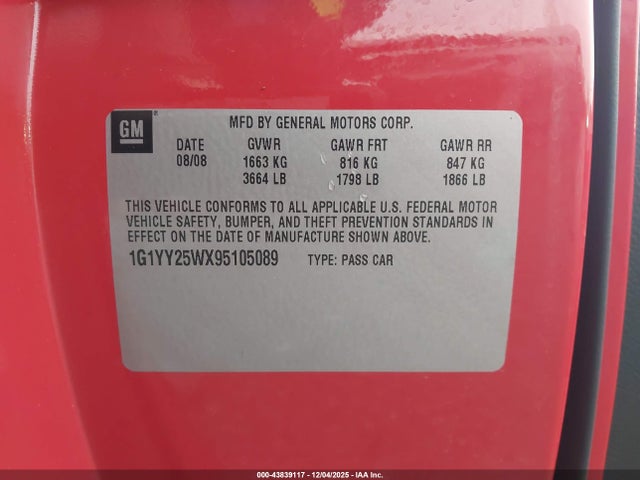 GM
MFD BY GENERAL MOTORS CORP.
DATE GVWR GAWR FRT GAWR RR
08/08 1663 KG 816 KG 847 KG
3664 LB 1798 LB 1866 LB
THIS VEHICLE CONFORMS TO ALL APPLICABLE U.S. FEDERAL MOTOR
VEHICLE SAFETY, BUMPER, AND THEFT PREVENTION STANDARDS IN
EFFECT ON THE DATE OF MANUFACTURE SHOWN ABOVE.
1G1YY25WX95105089 TYPE: PASS CAR
000-43839117 - 12/04/2025 - IAA Inc.